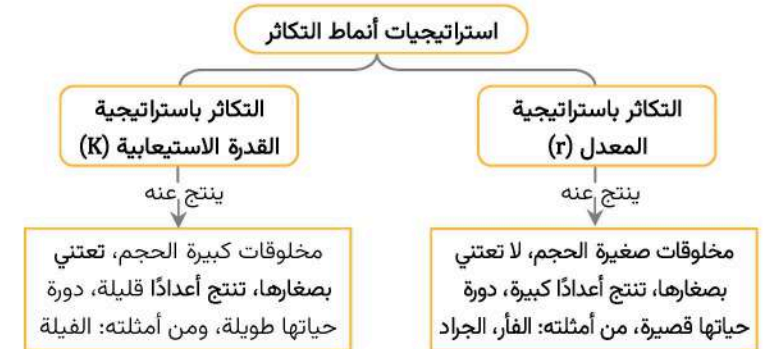 استراتيجيات أنماط التكاثر
التكاثر باستراتيجية
المعدل (r)
ينتج عنه
مخلوقات صغيرة الحجم، لا تعتني
بصغارها، تنتج أعدادًا كبيرة، دورة
حياتها قصيرة، من أمثلته: الفأر، الجراد
التكاثر باستراتيجية
القدرة الاستيعابية (K)
ينتج عنه
مخلوقات كبيرة الحجم، تعتني
بصغارها، تنتج أعدادًا قليلة، دورة
حياتها طويلة، ومن أمثلته: الفيلة